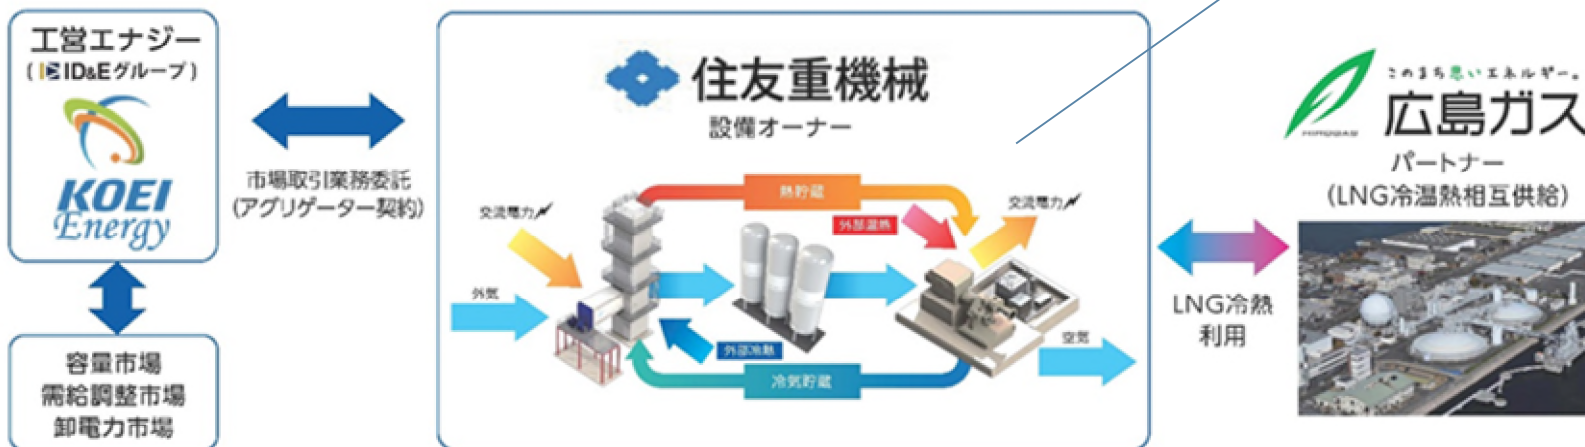 工営エナジー
(ID&Eグループ)
KOEI
Energy
市場取引業務委託
(アグリゲーター契約)
容量市場
需給調整市場
卸電力市場
住友重機械
設備オーナー
熱貯蔵
交流電力
外部温熱
交流電力
外気
外部冷熱
空気
冷気貯蔵
LNG冷熱
利用
このまち思いエネルギー。
HIROGAS
広島ガス
パートナー
(LNG冷温熱相互供給)